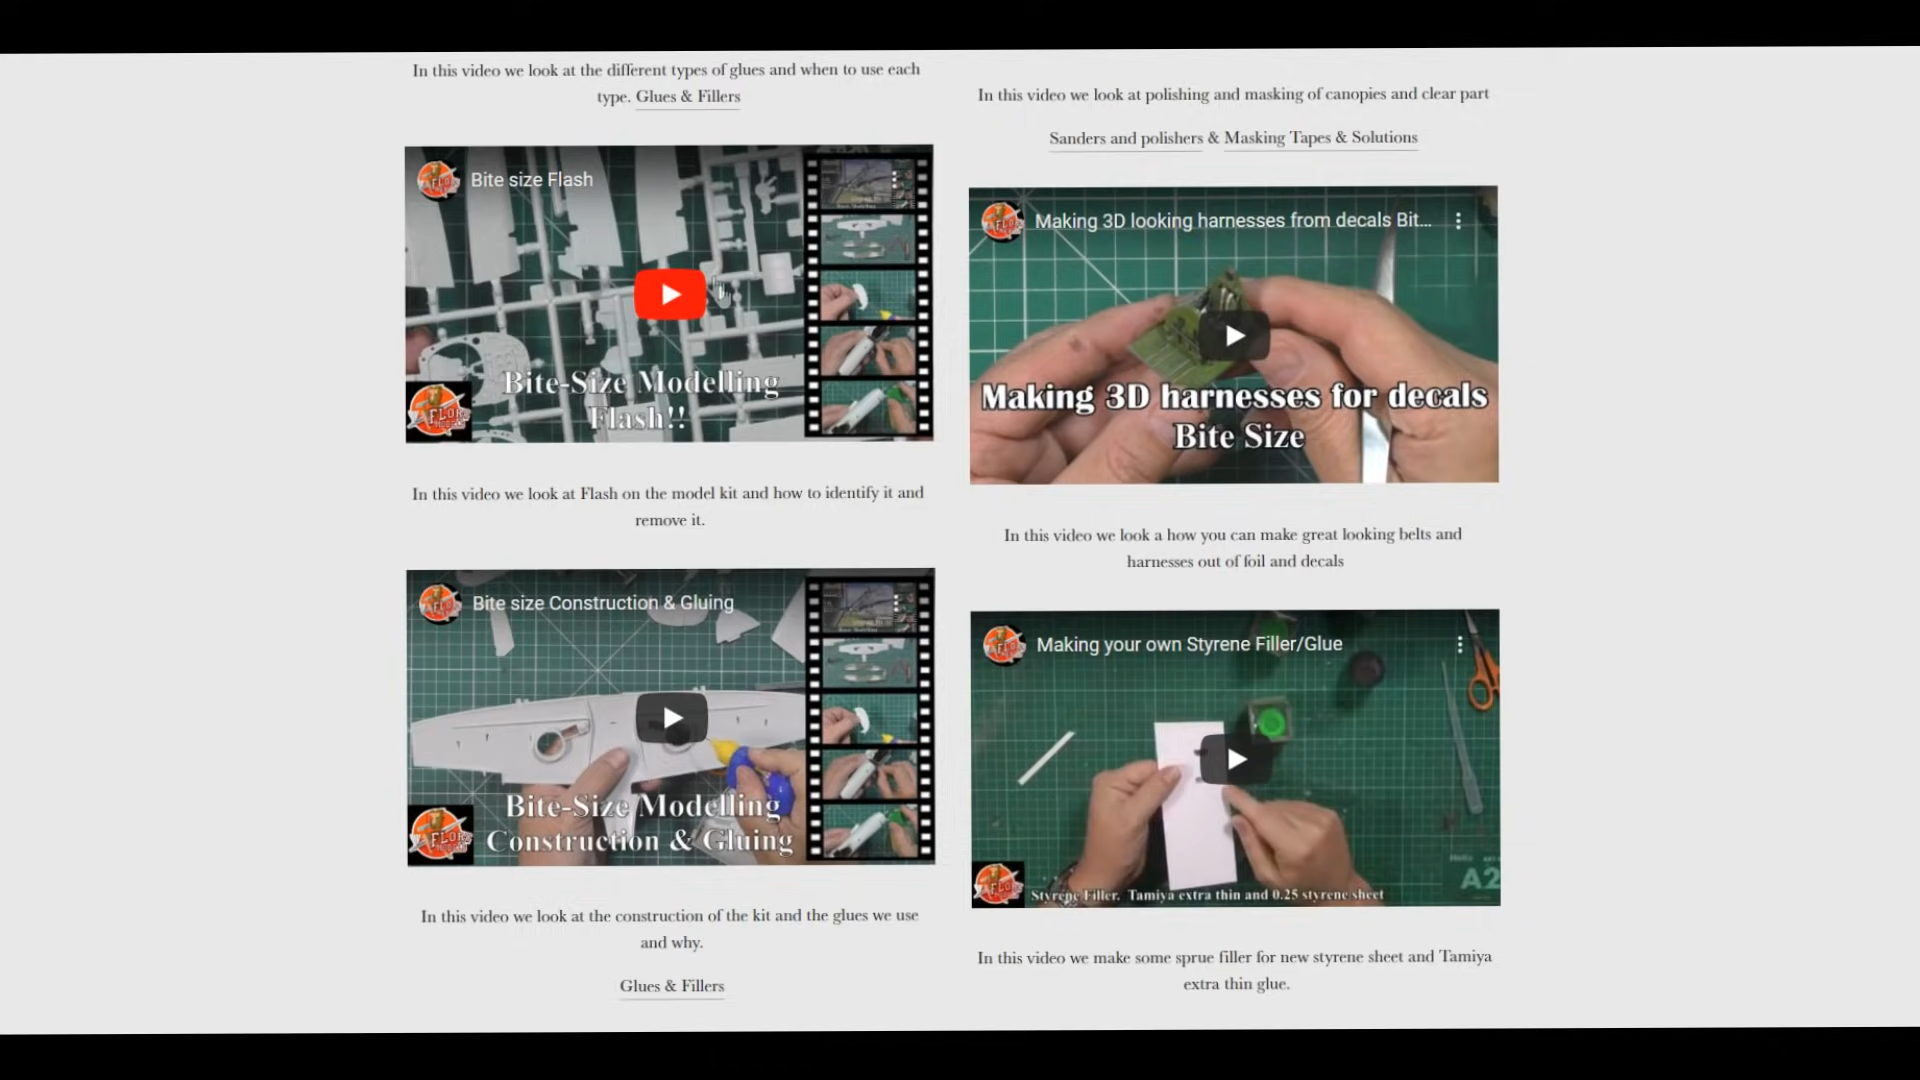 In this video we look at the different types of glues and when to use each
type. Glues & Fillers
Bite size Flash
Bite-Size Modelling
Flash!!
In this video we look at Flash on the model kit and how to identify it and
remove it.
Bite size Construction & Gluing
Bite-Size Modelling
Construction & Gluing
In this video we look at the construction of the kit and the glues we use
and why.
Glues & Fillers
In this video we look at polishing and masking of canopies and clear part
Sanders and polishers & Masking Tapes & Solutions
Making 3D looking harnesses from decals Bit...
Making 3D harnesses for decals
Bite Size
In this video we look a how you can make great looking belts and
harnesses out of foil and decals
Making your own Styrene Filler/Glue
A2
Styrene Filler. Tamiya extra thin and 0.25 styrene sheet
In this video we make some sprue filler for new styrene sheet and Tamiya
extra thin glue.